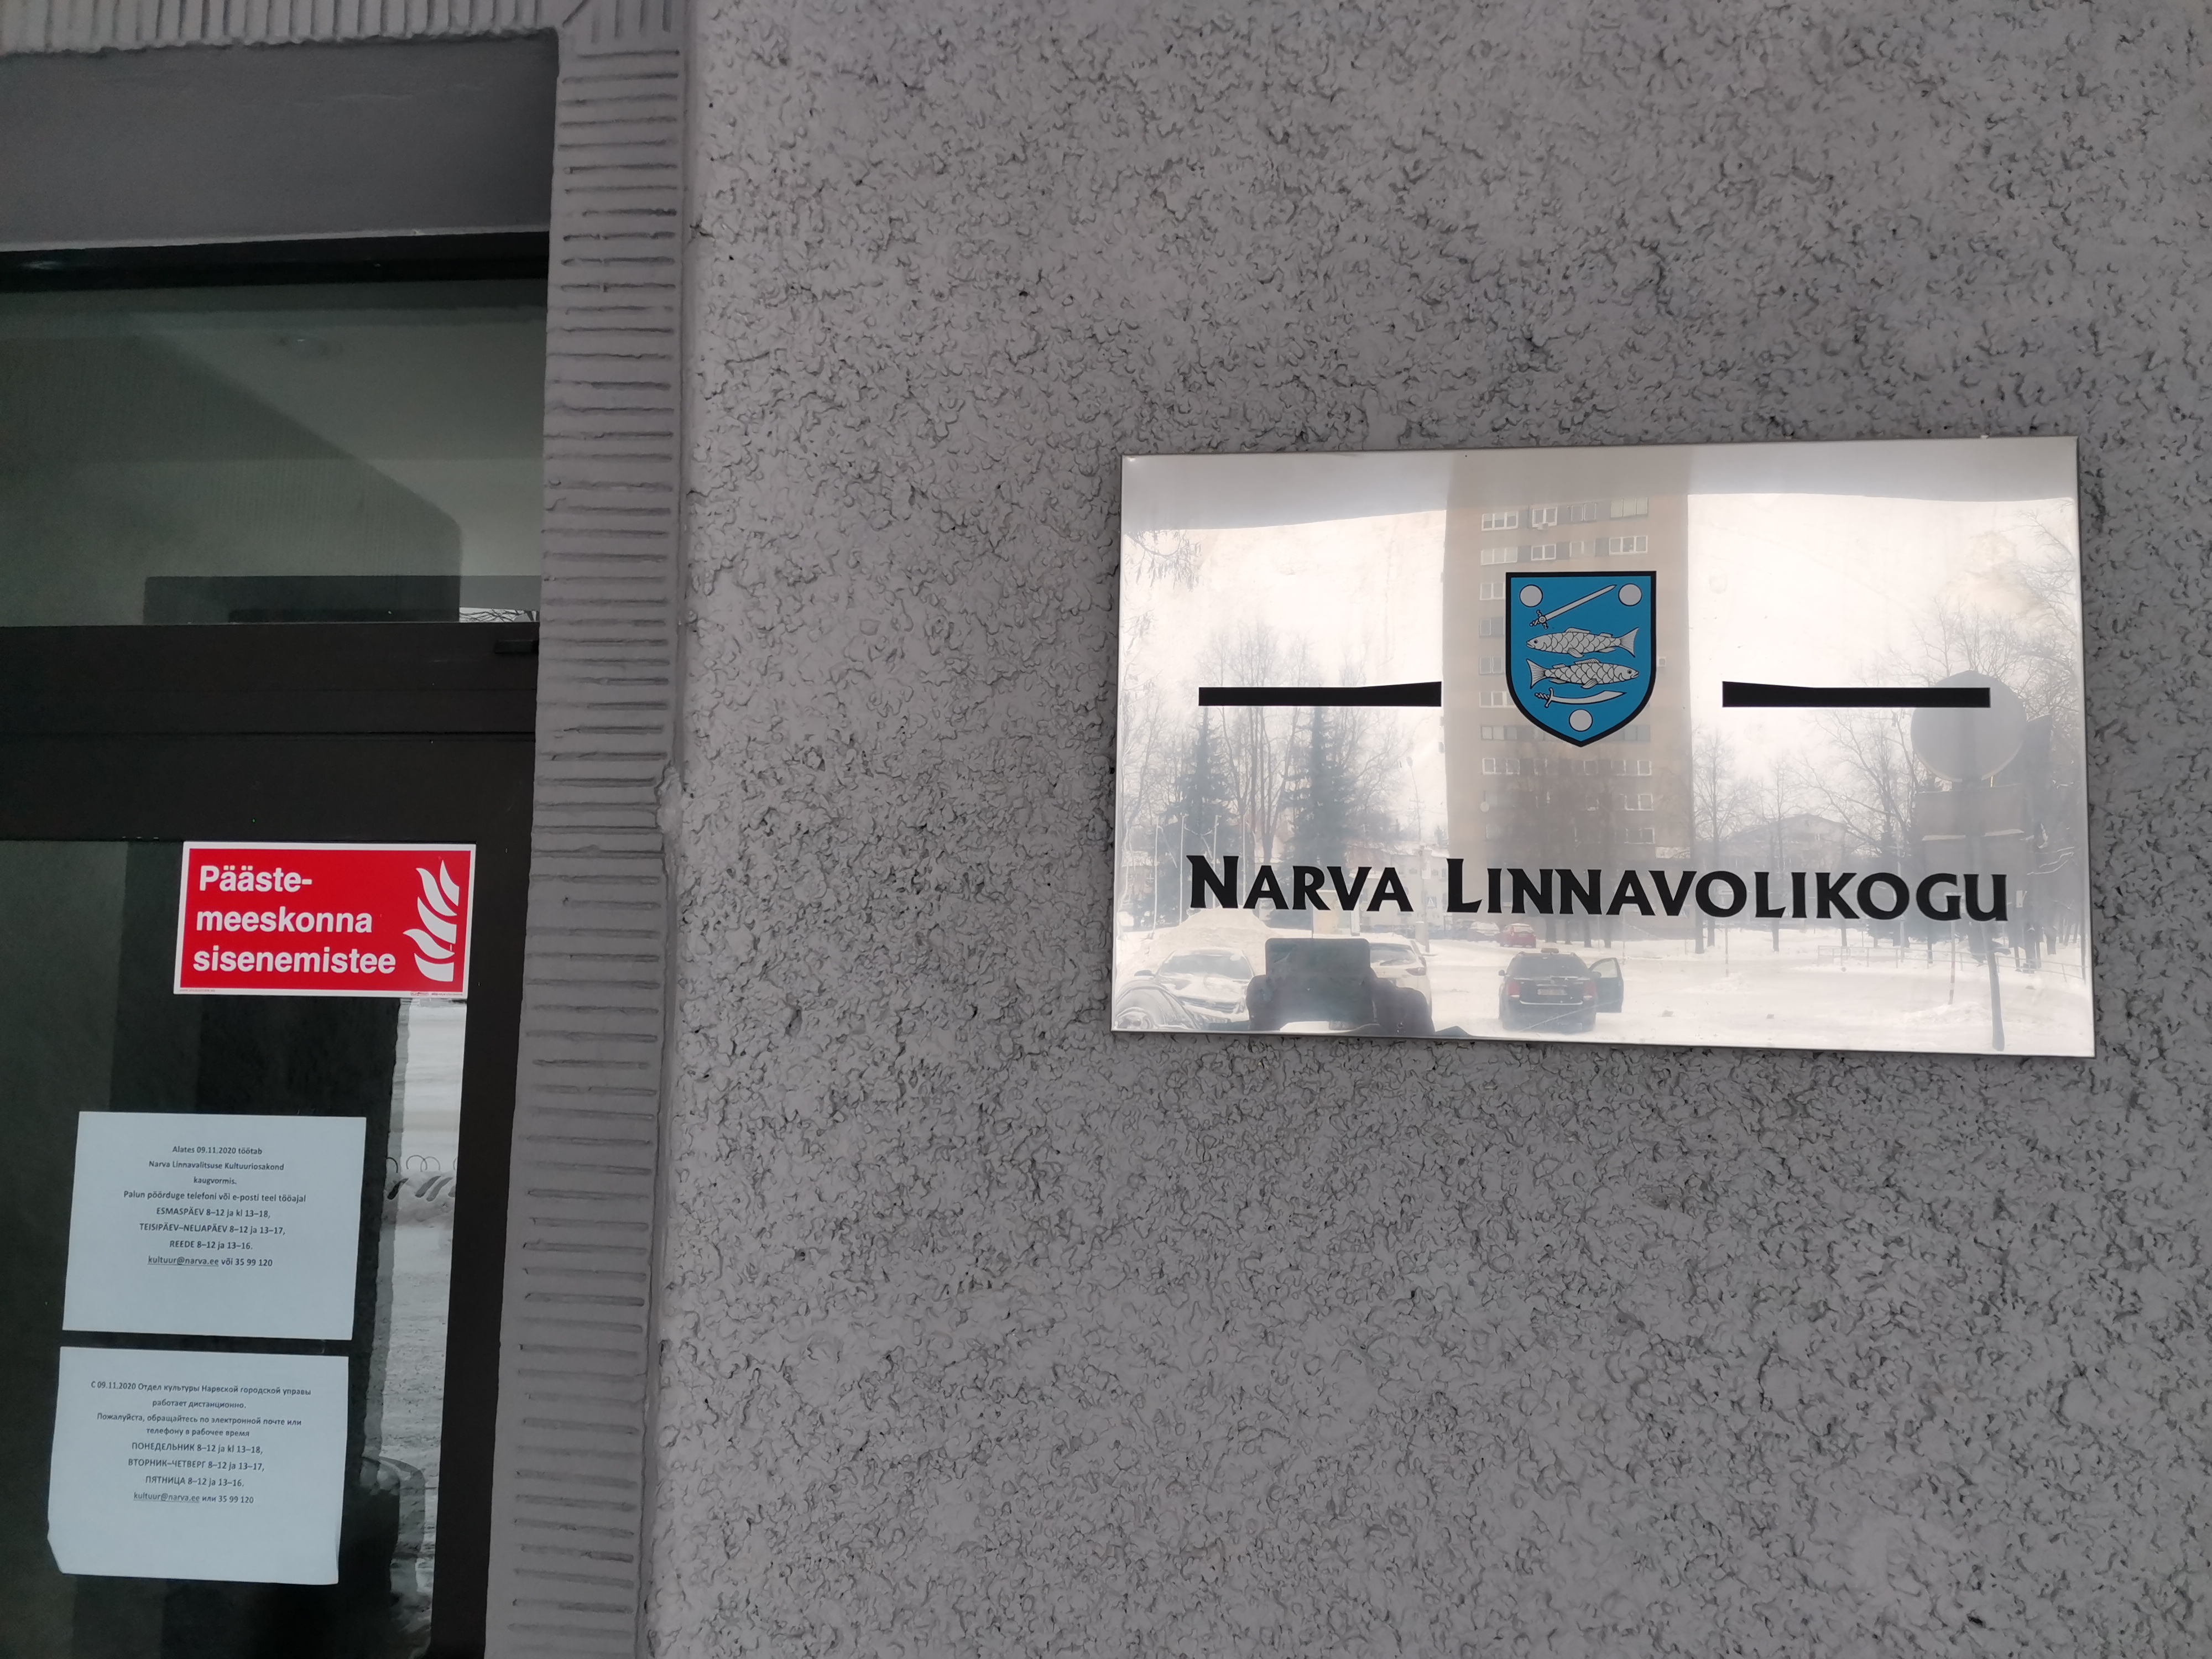 Pääste-
meeskonna
sisenemistee
Alates 09.11.2020 töötab
Narva Linnavalitsuse Kultuuriosakond
kaugvormis.
Palun pöörduge telefoni või e-posti teel tööajal
ESMASPÄEV 8–12 ja kl 13–18,
TEISIPÄEV–NELJAPÄEV 8–12 ja 13–17,
REEDE 8–12 ja 13–16.
kultuur@narva.ee või 35 99 120
С 09.11.2020 Отдел культуры Нарвской городской управы
работает дистанционно.
Пожалуйста, обращайтесь по электронной почте или
телефону в рабочее время
ПОНЕДЕЛЬНИК 8–12 ja kl 13–18,
ВТОРНИК–ЧЕТВЕРГ 8–12 ja 13–17,
ПЯТНИЦА 8–12 ja 13–16.
kultuur@narva.ee или 35 99 120
NARVA LINNAVOLIKOGU